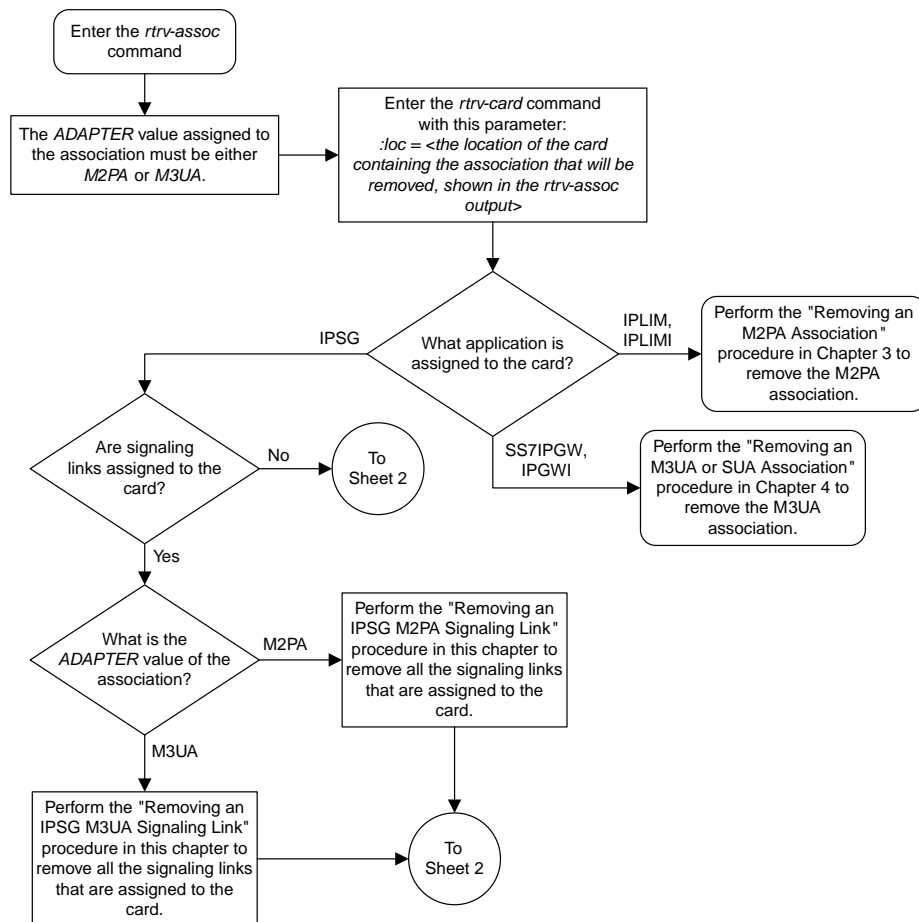 Enter the rtrv-assoc
command
The ADAPTER value assigned to
the association must be either
M2PA or M3UA.
Enter the rtrv-card command
with this parameter:
:loc = <the location of the card
containing the association that will be
removed, shown in the rtrv-assoc
output>
What application is
assigned to the card?
IPSG
IPLIM,
IPLIMI
Perform the "Removing an
M2PA Association"
procedure in Chapter 3 to
remove the M2PA
association.
SS7IPGW,
IPGWI
Perform the "Removing an
M3UA or SUA Association"
procedure in Chapter 4 to
remove the M3UA
association.
Are signaling
links assigned to the
card?
No
To
Sheet 2
Yes
What is the
ADAPTER value of the
association?
M2PA
Perform the "Removing an
IPSG M2PA Signaling Link"
procedure in this chapter to
remove all the signaling links
that are assigned to the
card.
M3UA
Perform the "Removing an
IPSG M3UA Signaling Link"
procedure in this chapter to
remove all the signaling links
that are assigned to the
card.
To
Sheet 2